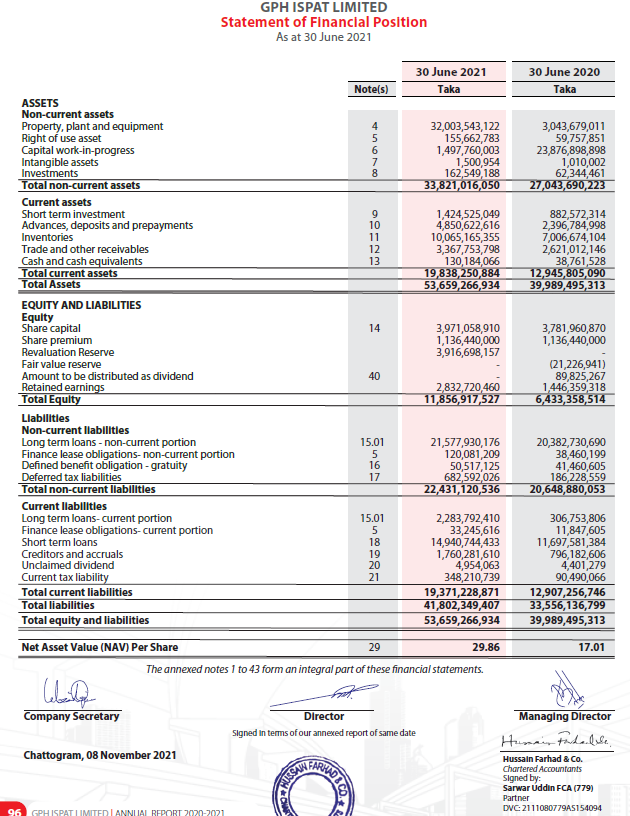 GPH ISPAT LIMITED
Statement of Financial Position
As at 30 June 2021
30 June 2021 30 June 2020
Note(s) Taka Taka
ASSETS
Non-current assets
Property, plant and equipment 4 32,003,543,122 3,043,679,011
Right of use asset 5 155,662,783 59,757,851
Capital work-in-progress 6 1,497,760,003 23,876,898,898
Intangible assets 7 1,500,954 1,010,002
Investments 8 162,549,188 62,344,461
Total non-current assets 33,821,016,050 27,043,690,223
Current assets
Short term investment 9 1,424,525,049 882,572,314
Advances, deposits and prepayments 10 4,850,622,616 2,396,784,998
Inventories 11 10,065,165,355 7,006,674,104
Trade and other receivables 12 3,367,753,798 2,621,012,146
Cash and cash equivalents 13 130,184,066 38,761,528
Total current assets 19,838,250,884 12,945,805,090
Total Assets 53,659,266,934 39,989,495,313
EQUITY AND LIABILITIES
Equity
Share capital 14 3,971,058,910 3,781,960,870
Share premium 1,136,440,000 1,136,440,000
Revaluation Reserve 3,916,698,157 -
Fair value reserve - (21,226,941)
Amount to be distributed as dividend 40 - 89,825,267
Retained earnings 2,832,720,460 1,446,359,318
Total Equity 11,856,917,527 6,433,358,514
Liabilities
Non-current liabilities
Long term loans - non-current portion 15.01 21,577,930,176 20,382,730,690
Finance lease obligations- non-current portion 5 120,081,209 38,460,199
Defined benefit obligation - gratuity 16 50,517,125 41,460,605
Deferred tax liabilities 17 682,592,026 186,228,559
Total non-current liabilities 22,431,120,536 20,648,880,053
Current liabilities
Long term loans- current portion 15.01 2,283,792,410 306,753,806
Finance lease obligations- current portion 5 33,245,616 11,847,605
Short term loans 18 14,940,744,433 11,697,581,384
Creditors and accruals 19 1,760,281,610 796,182,606
Unclaimed dividend 20 4,954,063 4,401,279
Current tax liability 21 348,210,739 90,490,066
Total current liabilities 19,371,228,871 12,907,256,746
Total liabilities 41,802,349,407 33,556,136,799
Total equity and liabilities 53,659,266,934 39,989,495,313
Net Asset Value (NAV) Per Share 29 29.86 17.01
The annexed notes 1 to 43 form an integral part of these financial statements.
Company Secretary Director Managing Director
Signed in terms of our annexed report of same date
Chattogram, 08 November 2021
Hussain Farhad & Co.
Chartered Accountants
Signed by:
Sarwar Uddin FCA (779)
Partner
DVC: 2111080779AS154094
HUSSAIN FARHAD & CO.
96 GPH ISPAT LIMITED | ANNUAL REPORT 2020-2021